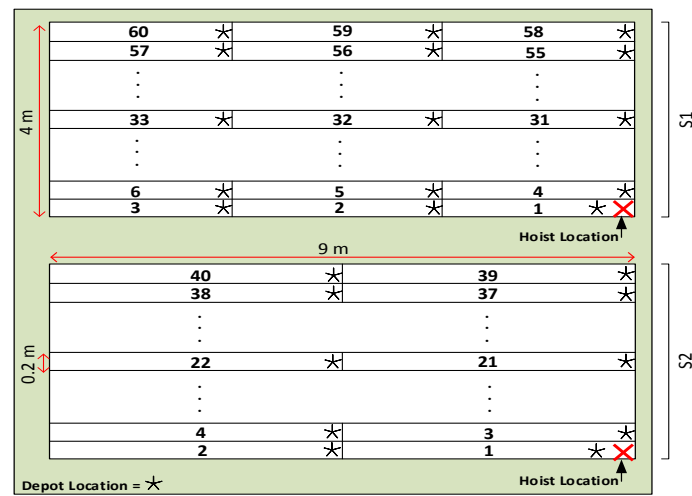 60 59 58
57 56 55
4 m
33 32 31
S1
6 5 4
3 2 1
Hoist Location
9 m
40 39
38 37
0.2 m
22 21
S2
4 3
2 1
Depot Location =
Hoist Location